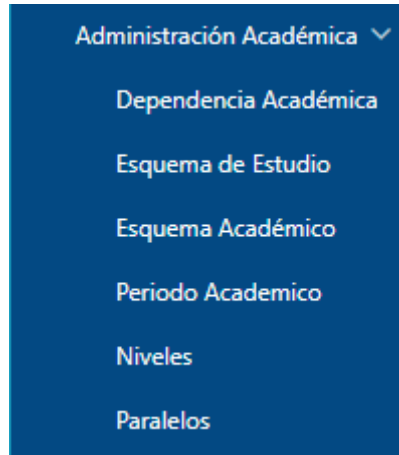 Administración Académica
Dependencia Académica
Esquema de Estudio
Esquema Académico
Periodo Academico
Niveles
Paralelos